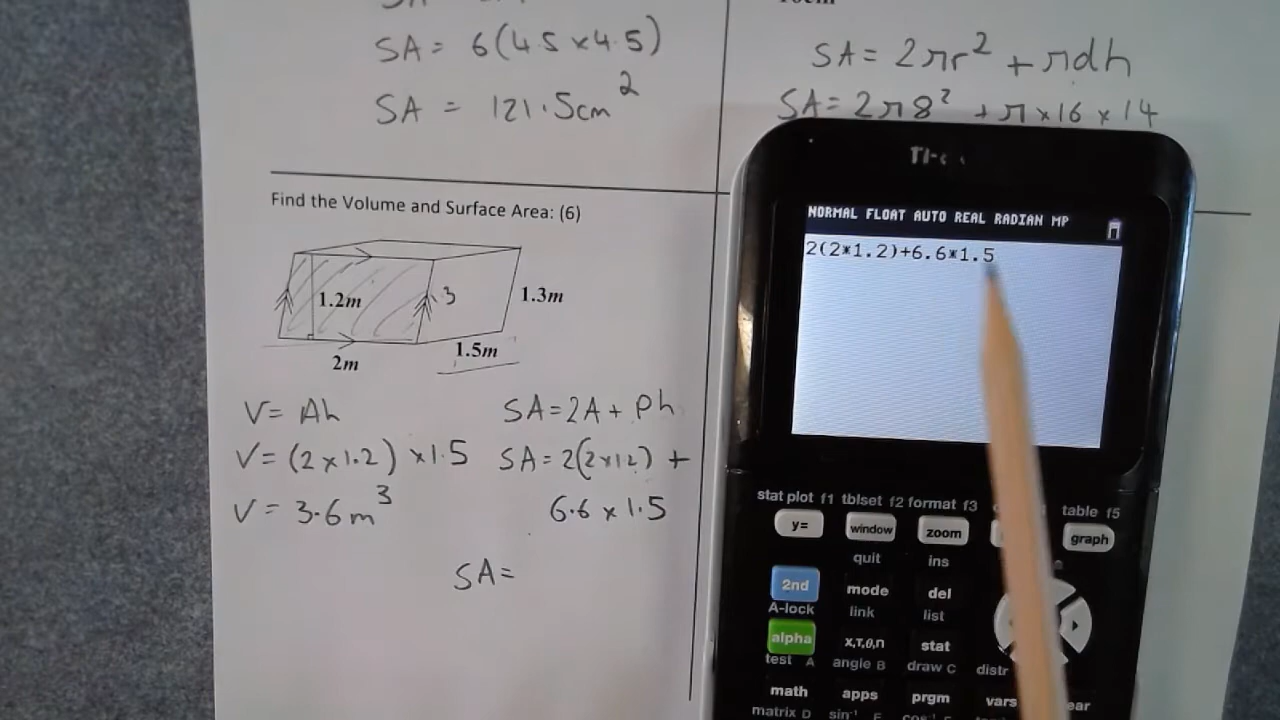 SA = 6(4.5 x 4.5)
SA = 121.5cm²
SA = 2πr² + πdh
SA = 2π8² + π x 16 x 14
Find the Volume and Surface Area: (6)
1.2m
3
1.3m
1.5m
2m
V = Ah
V = (2 x 1.2) x 1.5
V = 3.6m³
SA = 2A + Ph
SA = 2(2x12) +
6.6 x 1.5
SA =
NORMAL FLOAT AUTO REAL RADIAN MP
2(2*1.2)+6.6*1.5
stat plot f1 tblset f2 format f3 table f5
y= window zoom graph
quit ins
2nd mode del
A-lock link list
alpha X,T,θ,n stat
test A angle B draw C distr
math apps prgm vars
matrix D sin⁻¹